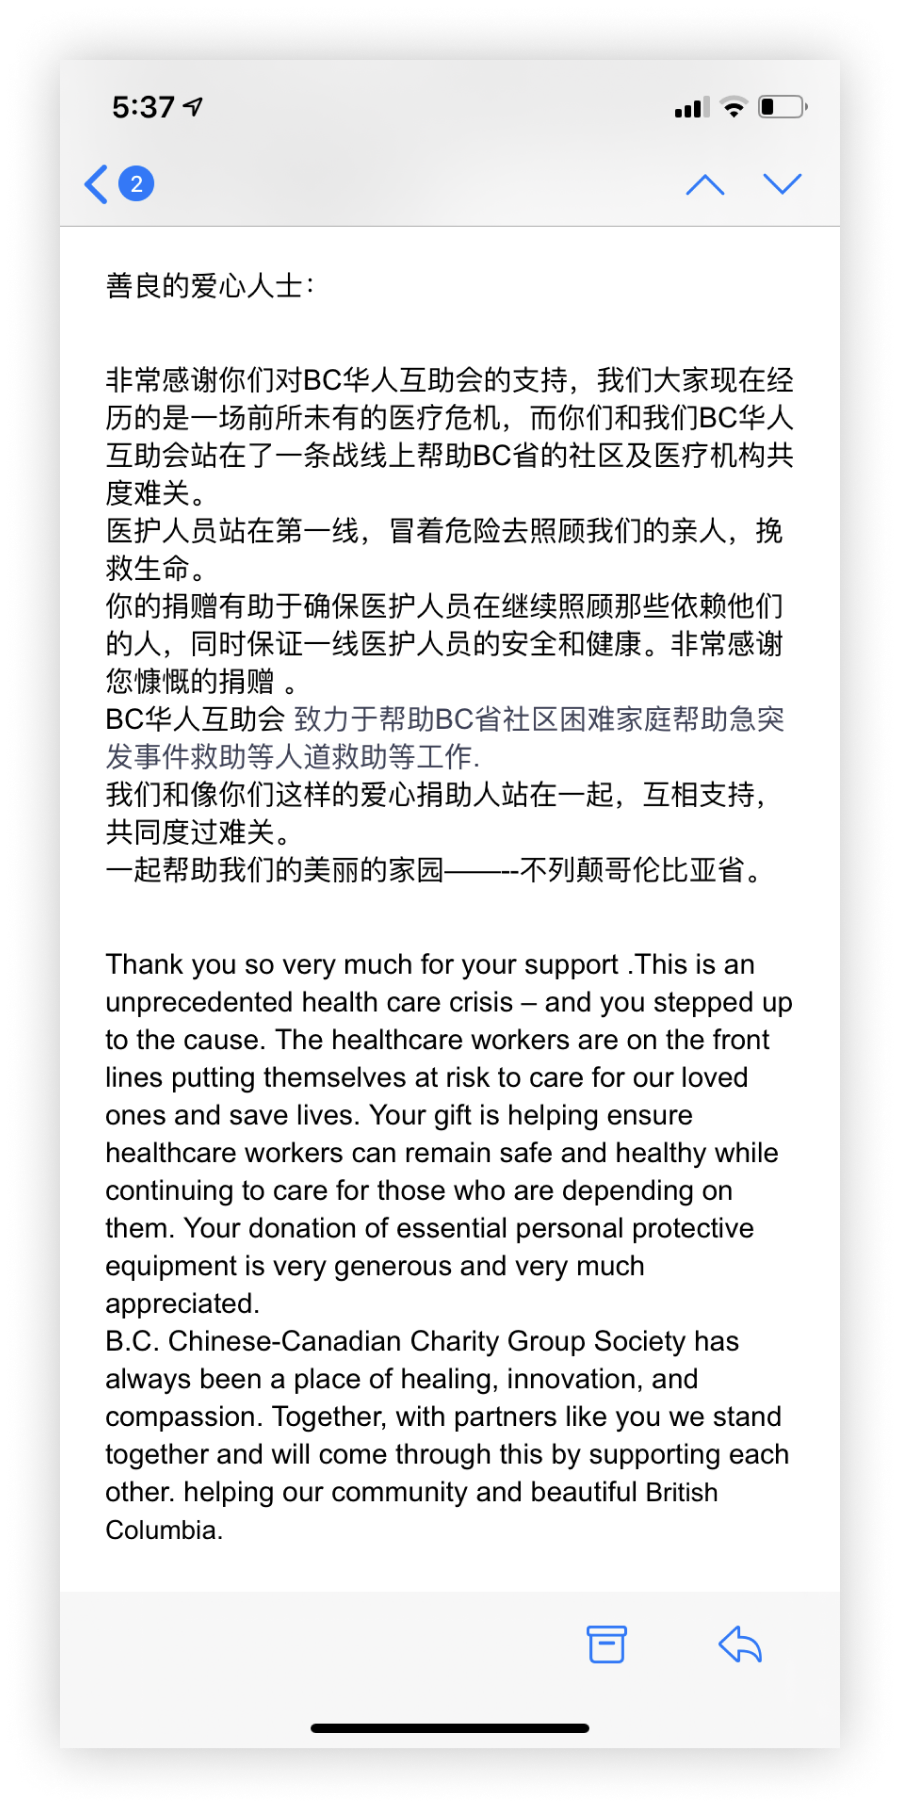 5:37
2
善良的爱心人士：
非常感谢你们对BC华人互助会的支持，我们大家现在经
历的是一场前所未有的医疗危机，而你们和我们BC华人
互助会站在了一条战线上帮助BC省的社区及医疗机构共
度难关。
医护人员站在第一线，冒着危险去照顾我们的亲人，挽
救生命。
你的捐赠有助于确保医护人员在继续照顾那些依赖他们
的人，同时保证一线医护人员的安全和健康。非常感谢
您慷慨的捐赠 。
BC华人互助会 致力于帮助BC省社区困难家庭帮助急突
发事件救助等人道救助等工作.
我们和像你们这样的爱心捐助人站在一起，互相支持，
共同度过难关。
一起帮助我们的美丽的家园———--不列颠哥伦比亚省。
Thank you so very much for your support .This is an
unprecedented health care crisis – and you stepped up
to the cause. The healthcare workers are on the front
lines putting themselves at risk to care for our loved
ones and save lives. Your gift is helping ensure
healthcare workers can remain safe and healthy while
continuing to care for those who are depending on
them. Your donation of essential personal protective
equipment is very generous and very much
appreciated.
B.C. Chinese-Canadian Charity Group Society has
always been a place of healing, innovation, and
compassion. Together, with partners like you we stand
together and will come through this by supporting each
other. helping our community and beautiful British
Columbia.